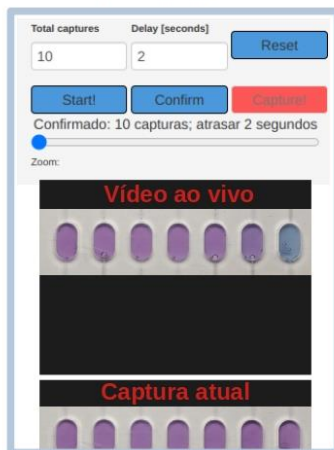 Total captures Delay [seconds]
10 2 Reset
Start! Confirm Capture!
Confirmado: 10 capturas; atrasar 2 segundos
Zoom:
Vídeo ao vivo
Captura atual